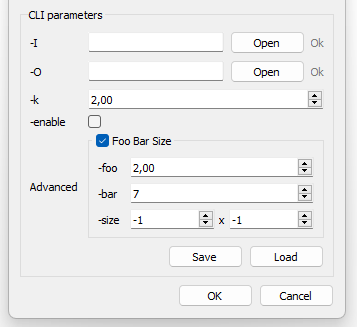 CLI parameters
-I Open Ok
-O Open Ok
-k 2,00
-enable
Foo Bar Size
-foo 2,00
-bar 7
Advanced
-size -1 x -1
Save Load
OK Cancel